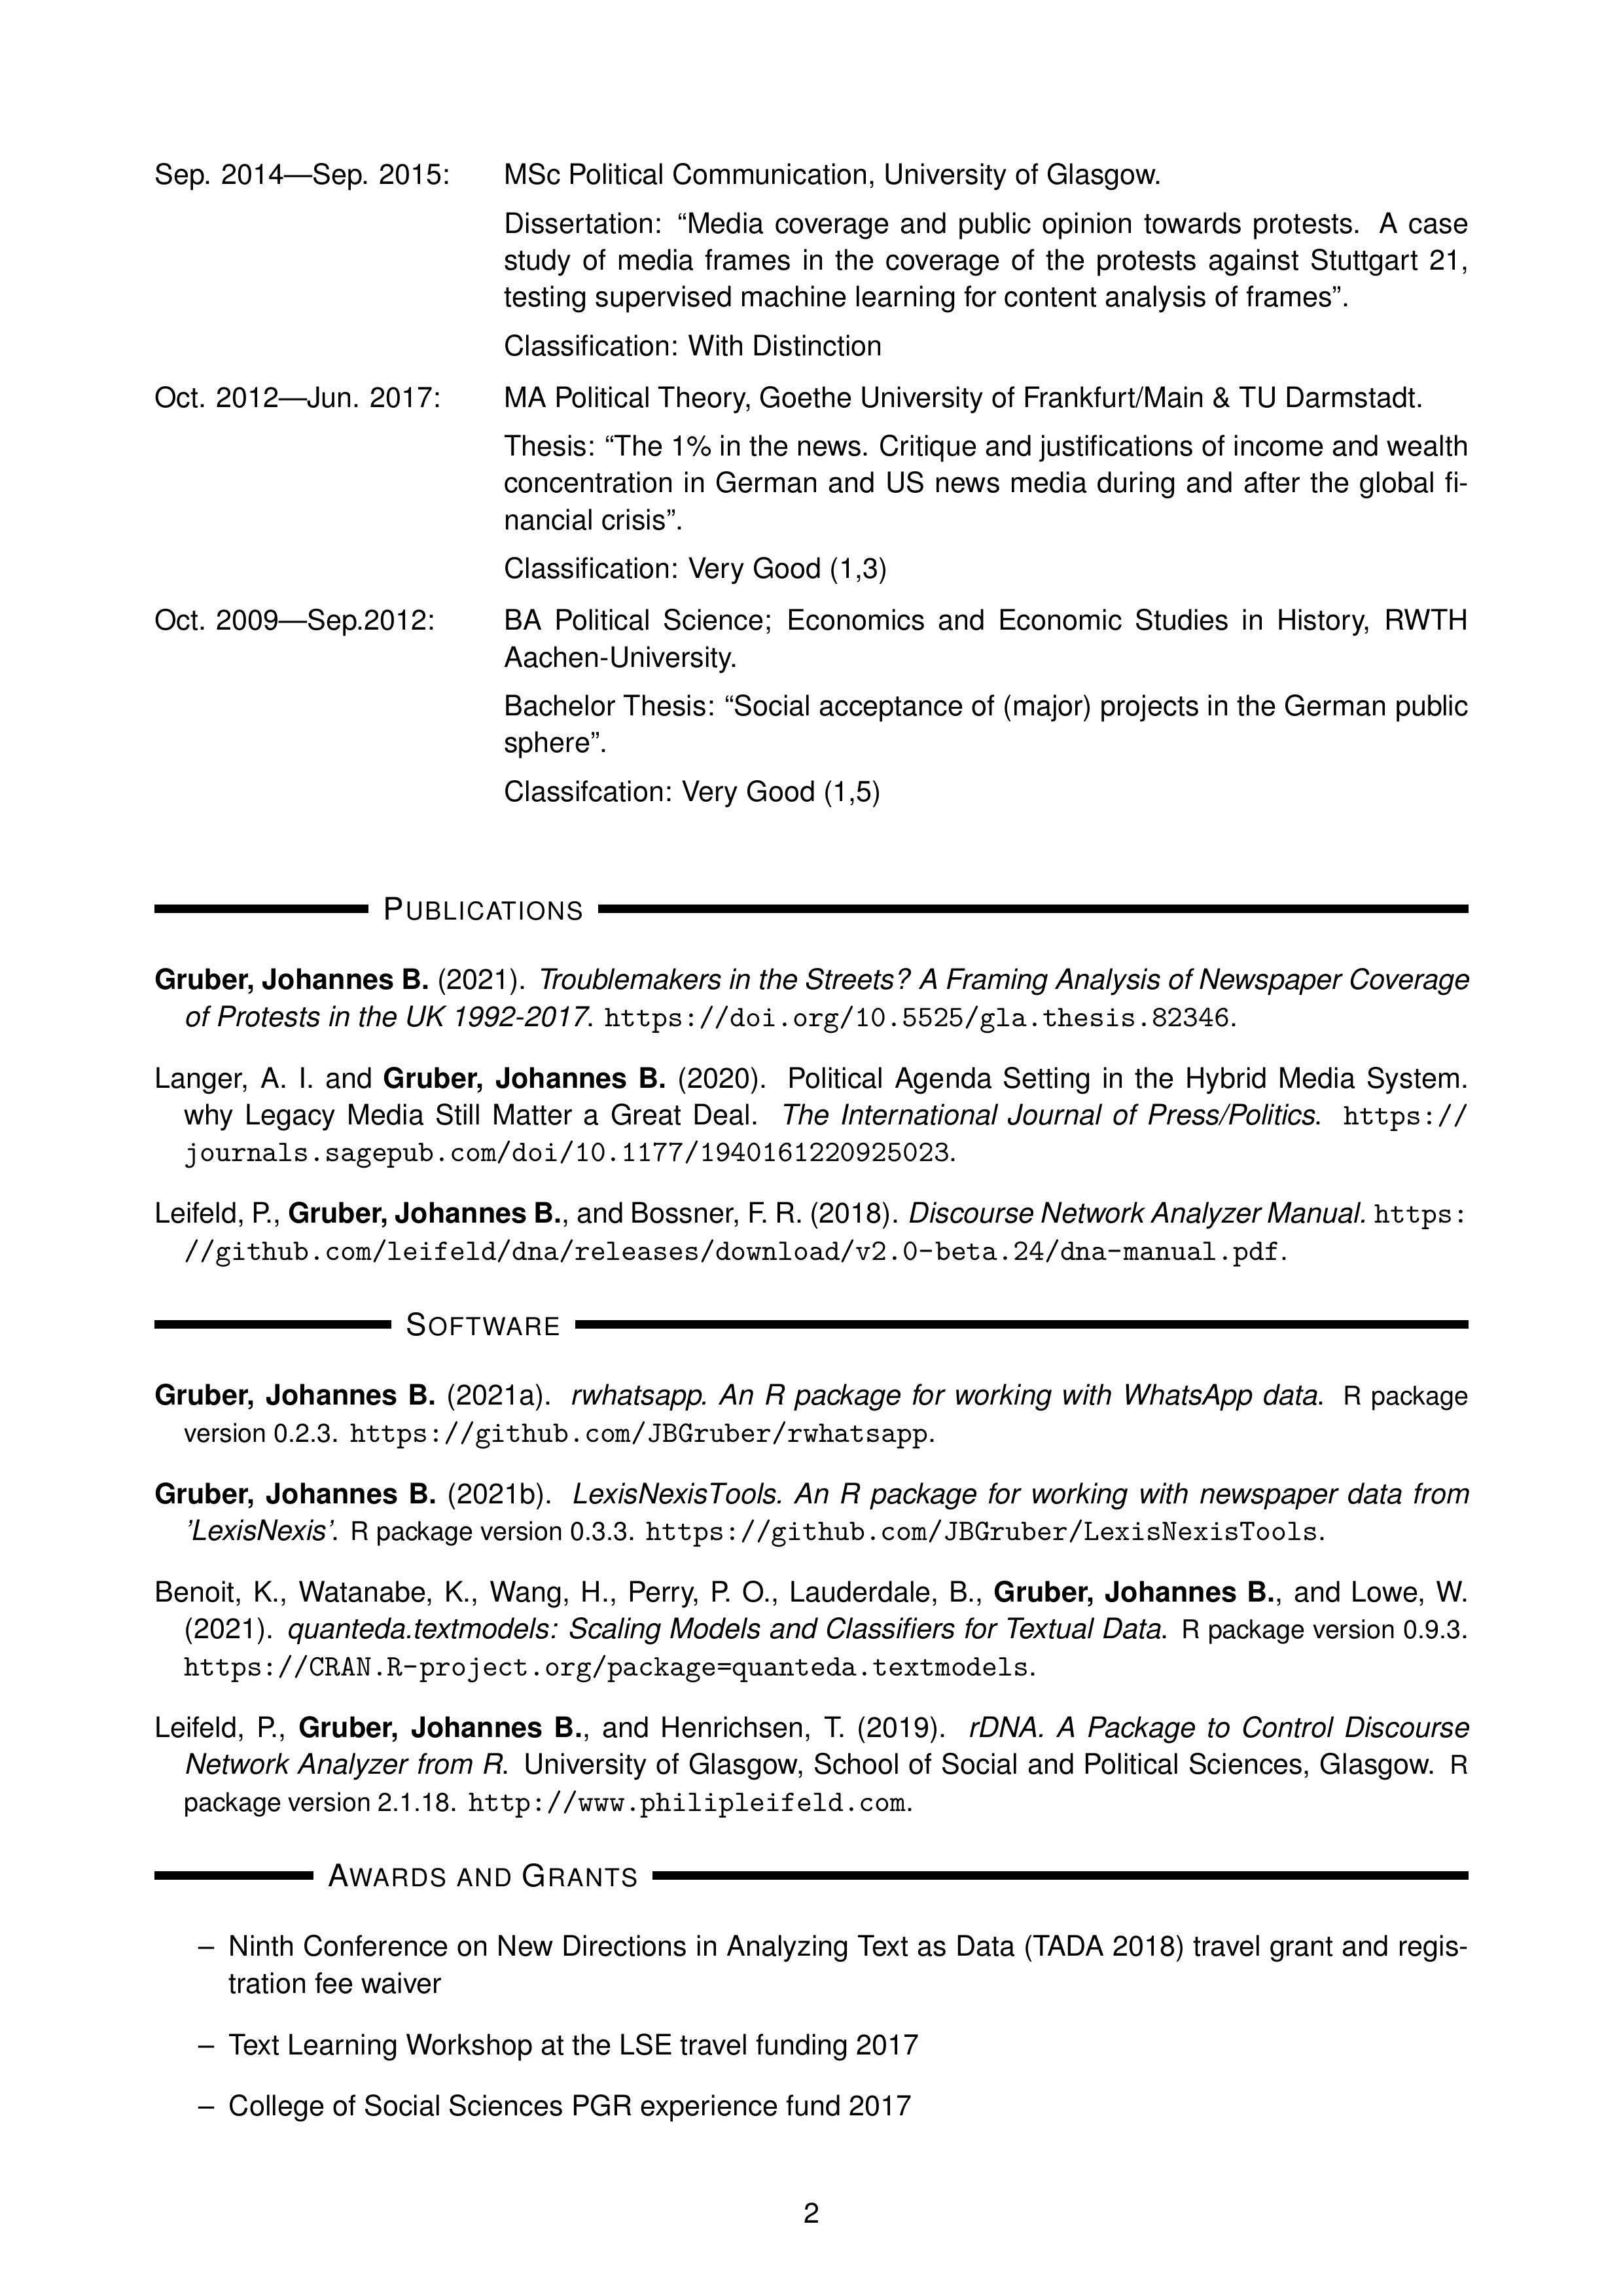 Sep. 2014—Sep. 2015: MSc Political Communication, University of Glasgow.
Dissertation: “Media coverage and public opinion towards protests. A case
study of media frames in the coverage of the protests against Stuttgart 21,
testing supervised machine learning for content analysis of frames”.
Classification: With Distinction
Oct. 2012—Jun. 2017: MA Political Theory, Goethe University of Frankfurt/Main & TU Darmstadt.
Thesis: “The 1% in the news. Critique and justifications of income and wealth
concentration in German and US news media during and after the global fi-
nancial crisis”.
Classification: Very Good (1,3)
Oct. 2009—Sep.2012: BA Political Science; Economics and Economic Studies in History, RWTH
Aachen-University.
Bachelor Thesis: “Social acceptance of (major) projects in the German public
sphere”.
Classifcation: Very Good (1,5)
PUBLICATIONS
Gruber, Johannes B. (2021). Troublemakers in the Streets? A Framing Analysis of Newspaper Coverage
of Protests in the UK 1992-2017. https://doi.org/10.5525/gla.thesis.82346.
Langer, A. I. and Gruber, Johannes B. (2020). Political Agenda Setting in the Hybrid Media System.
why Legacy Media Still Matter a Great Deal. The International Journal of Press/Politics. https://
journals.sagepub.com/doi/10.1177/1940161220925023.
Leifeld, P., Gruber, Johannes B., and Bossner, F. R. (2018). Discourse Network Analyzer Manual. https:
//github.com/leifeld/dna/releases/download/v2.0-beta.24/dna-manual.pdf.
SOFTWARE
Gruber, Johannes B. (2021a). rwhatsapp. An R package for working with WhatsApp data. R package
version 0.2.3. https://github.com/JBGruber/rwhatsapp.
Gruber, Johannes B. (2021b). LexisNexisTools. An R package for working with newspaper data from
’LexisNexis’. R package version 0.3.3. https://github.com/JBGruber/LexisNexisTools.
Benoit, K., Watanabe, K., Wang, H., Perry, P. O., Lauderdale, B., Gruber, Johannes B., and Lowe, W.
(2021). quanteda.textmodels: Scaling Models and Classifiers for Textual Data. R package version 0.9.3.
https://CRAN.R-project.org/package=quanteda.textmodels.
Leifeld, P., Gruber, Johannes B., and Henrichsen, T. (2019). rDNA. A Package to Control Discourse
Network Analyzer from R. University of Glasgow, School of Social and Political Sciences, Glasgow. R
package version 2.1.18. http://www.philipleifeld.com.
AWARDS AND GRANTS
– Ninth Conference on New Directions in Analyzing Text as Data (TADA 2018) travel grant and regis-
tration fee waiver
– Text Learning Workshop at the LSE travel funding 2017
– College of Social Sciences PGR experience fund 2017
2